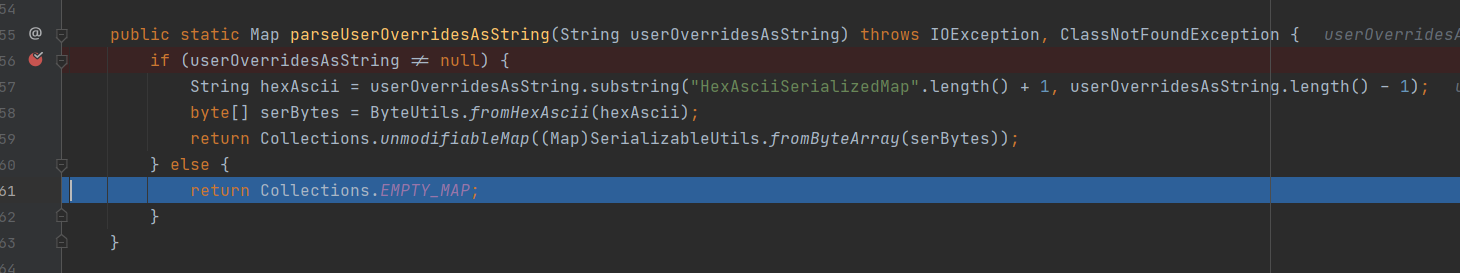 54
55 @ public static Map parseUserOverridesAsString(String userOverridesAsString) throws IOException, ClassNotFoundException { userOverridesA
56 if (userOverridesAsString ≠ null) {
57 String hexAscii = userOverridesAsString.substring("HexAsciiSerializedMap".length() + 1, userOverridesAsString.length() - 1);
58 byte[] serBytes = ByteUtils.fromHexAscii(hexAscii);
59 return Collections.unmodifiableMap((Map)SerializableUtils.fromByteArray(serBytes));
60 } else {
61 return Collections.EMPTY_MAP;
62 }
63 }
64